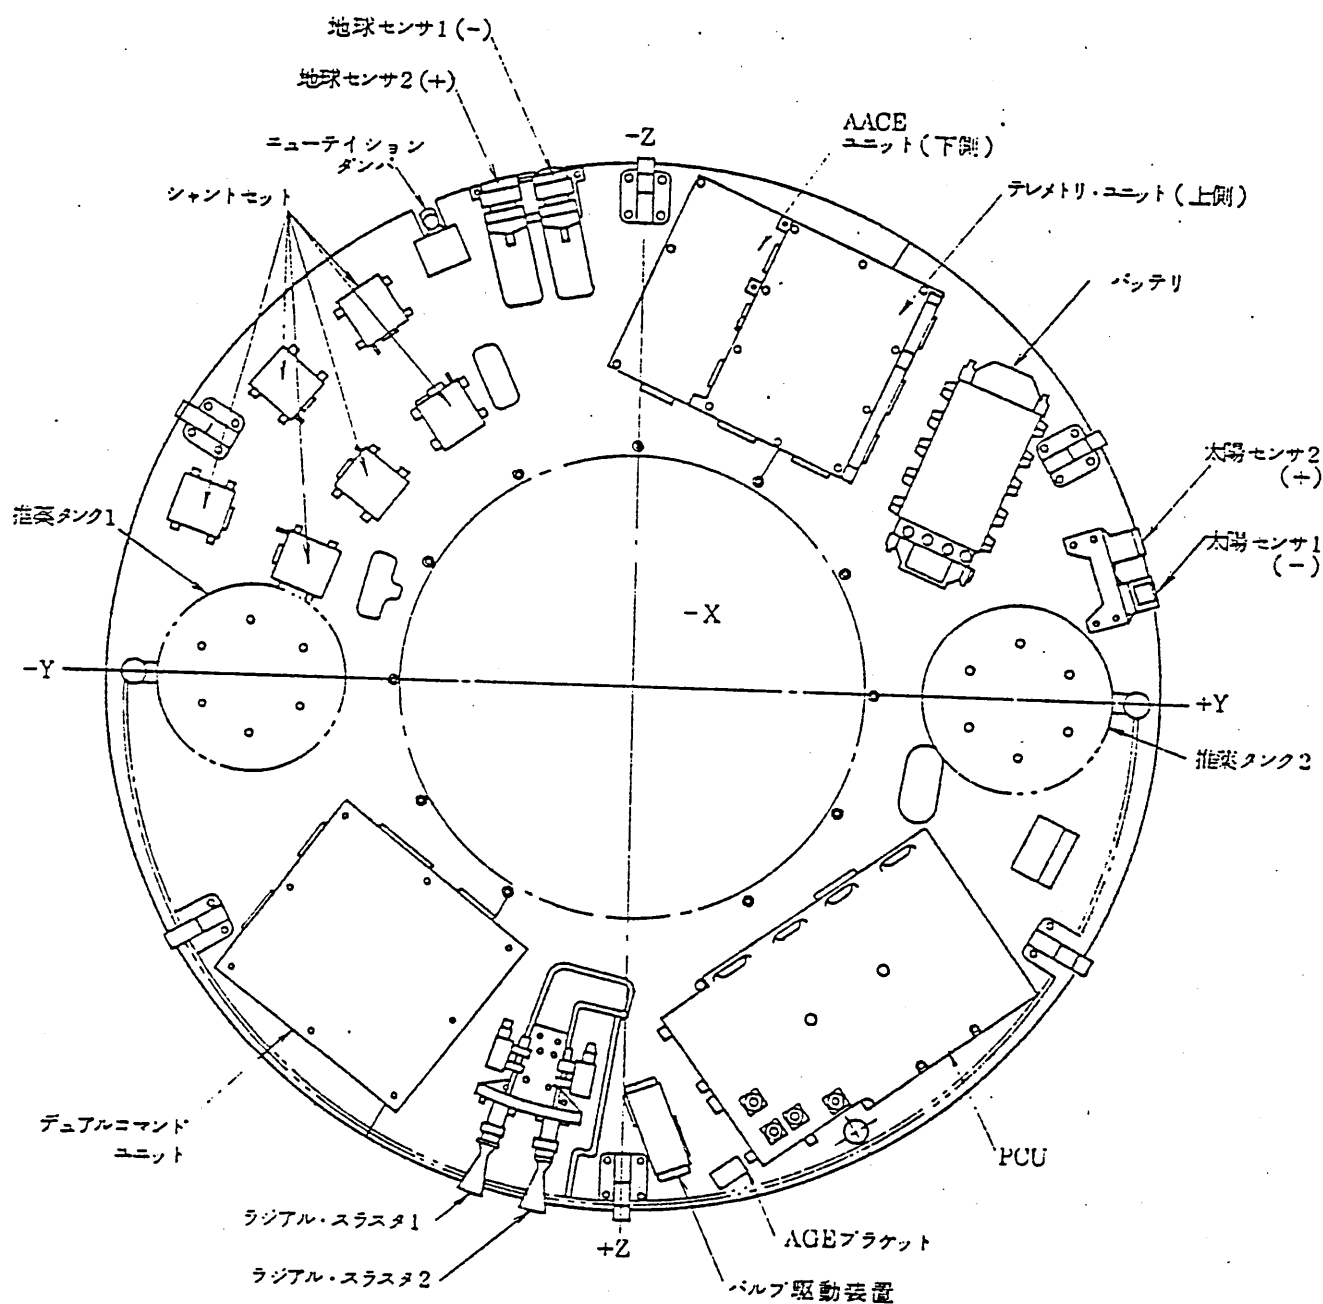 地球センサ1(-)
地球センサ2(+)
ニューテイション
ダンパ
シャントセット
-Z
AACE
ユニット(下側)
テレメトリ・ユニット(上側)
バッテリ
太陽センサ2
(+)
太陽センサ1
(-)
推薬タンク1
-X
-Y
+Y
推薬タンク2
デュアルコマンド
ユニット
PCU
ラジアル・スラスタ1
+Z
AGEブラケット
ラジアル・スラスタ2
バルブ駆動装置